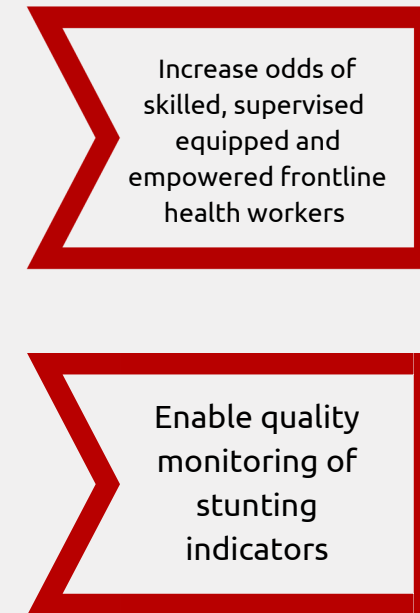 Increase odds of
skilled, supervised
equipped and
empowered frontline
health workers
Enable quality
monitoring of
stunting
indicators